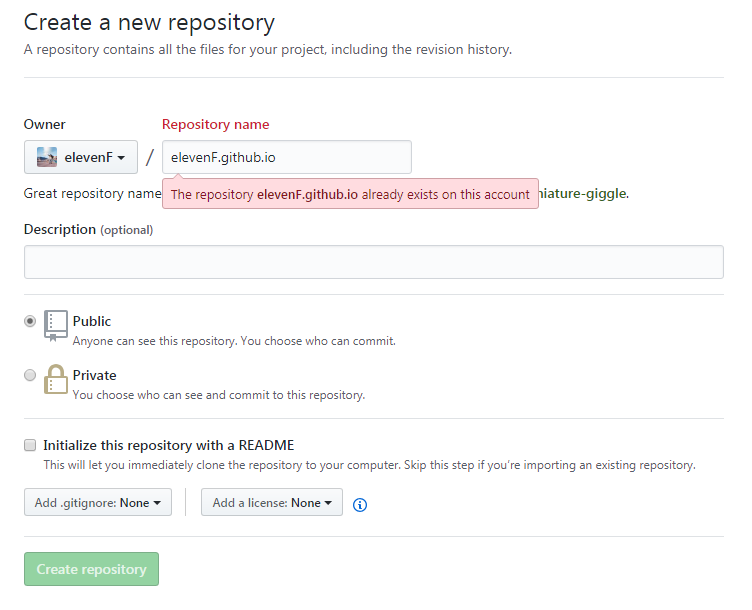 Create a new repository
A repository contains all the files for your project, including the revision history.
Owner
Repository name
elevenF
/
elevenF.github.io
Great repository name
The repository elevenF.github.io already exists on this account
iature-giggle.
Description (optional)
Public
Anyone can see this repository. You choose who can commit.
Private
You choose who can see and commit to this repository.
Initialize this repository with a README
This will let you immediately clone the repository to your computer. Skip this step if you're importing an existing repository.
Add .gitignore: None
Add a license: None
Create repository